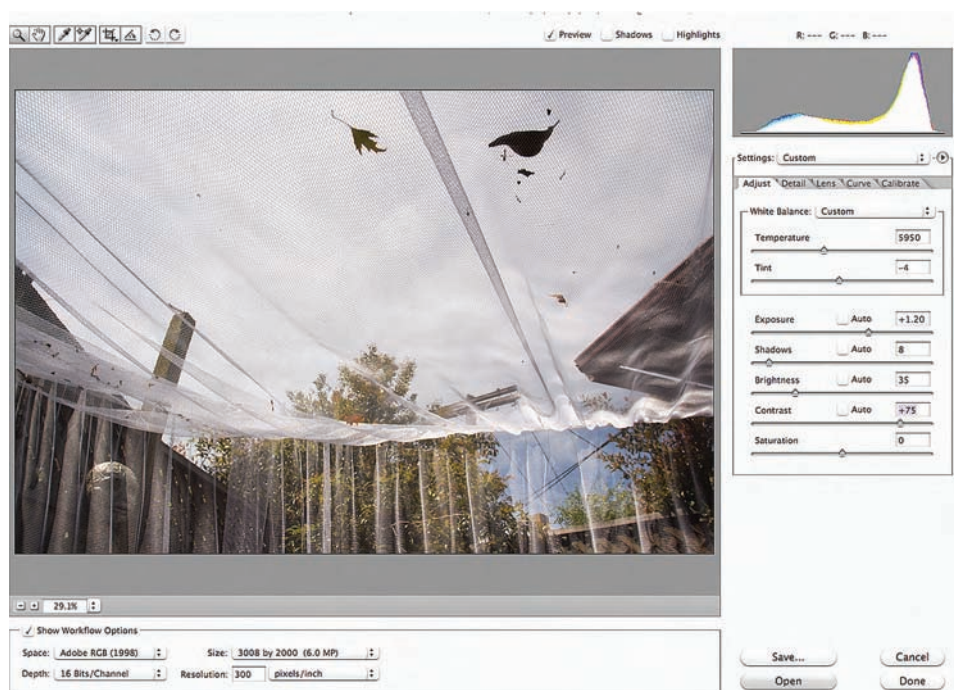 Preview Shadows Highlights R: --- G: --- B: ---
Settings: Custom
Adjust Detail Lens Curve Calibrate
White Balance: Custom
Temperature 5950
Tint -4
Exposure Auto +1.20
Shadows Auto 8
Brightness Auto 35
Contrast Auto +75
Saturation 0
29.1%
Show Workflow Options
Space: Adobe RGB (1998) Size: 3008 by 2000 (6.0 MP)
Depth: 16 Bits/Channel Resolution: 300 pixels/inch
Save... Cancel
Open Done